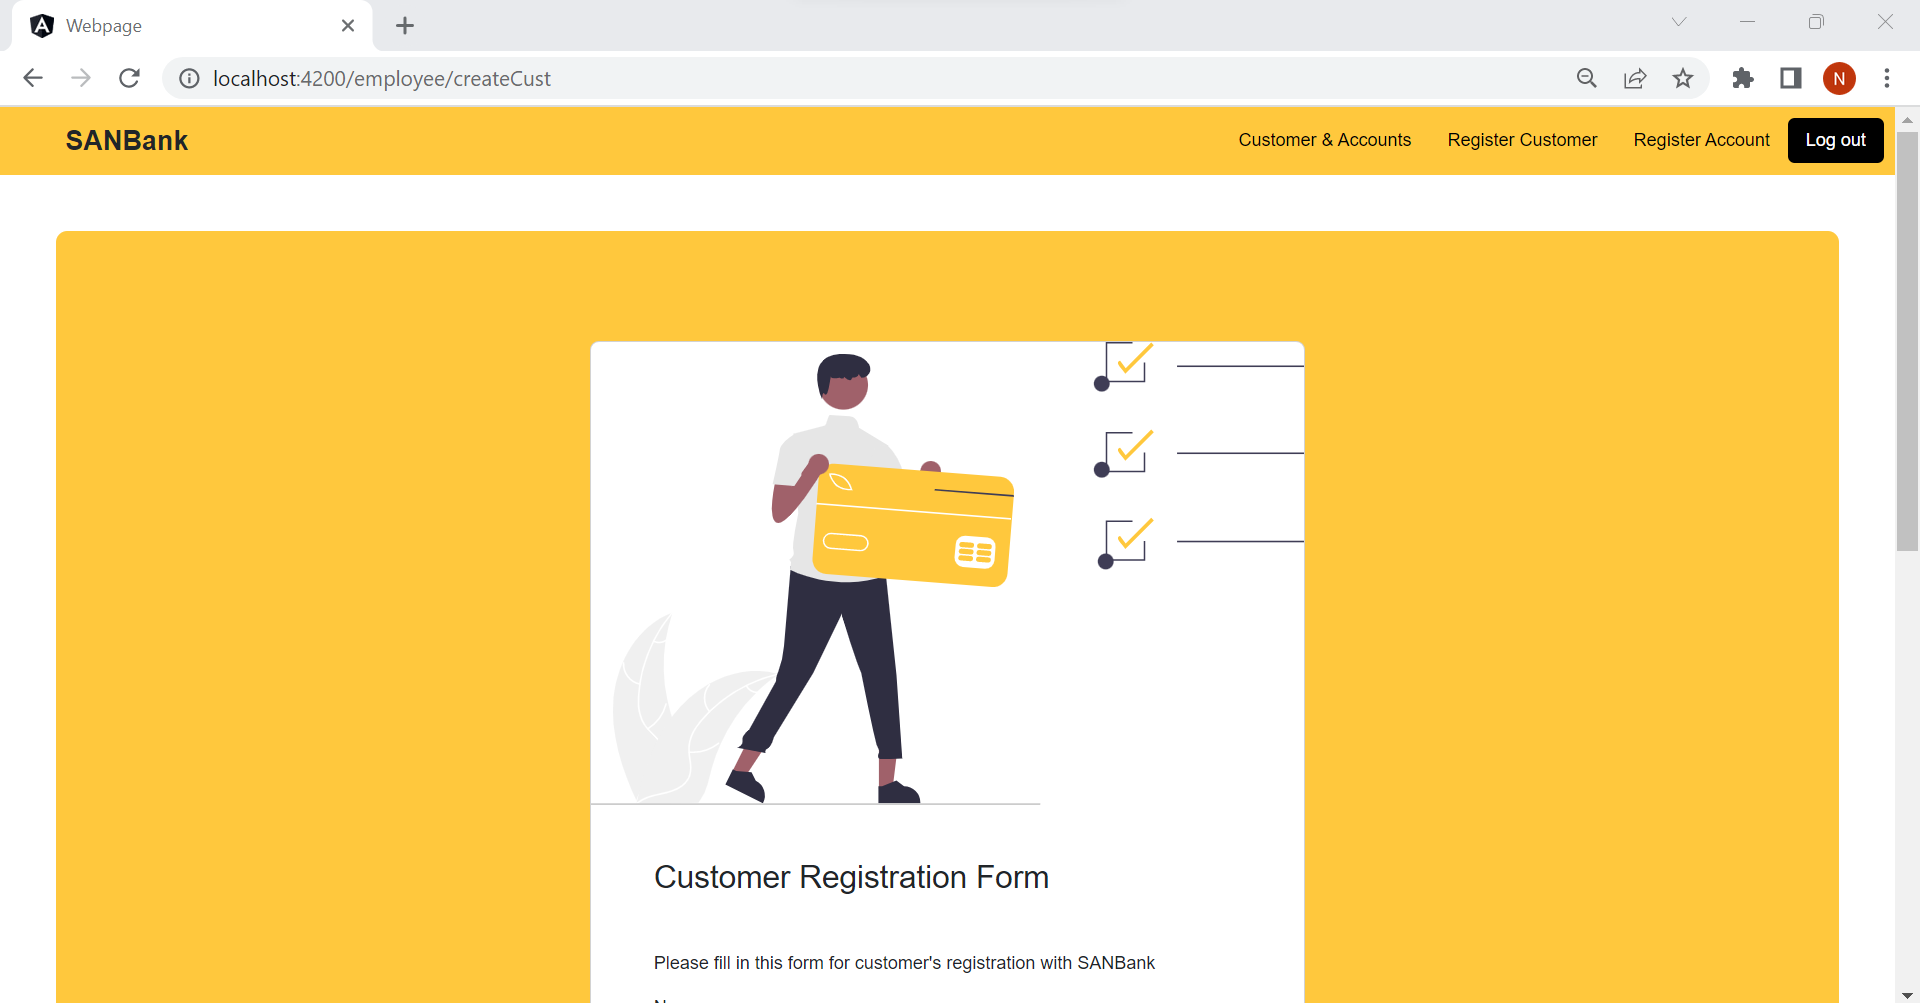 Webpage
localhost:4200/employee/createCust
N
SANBank
Customer & Accounts
Register Customer
Register Account
Log out
Customer Registration Form
Please fill in this form for customer's registration with SANBank